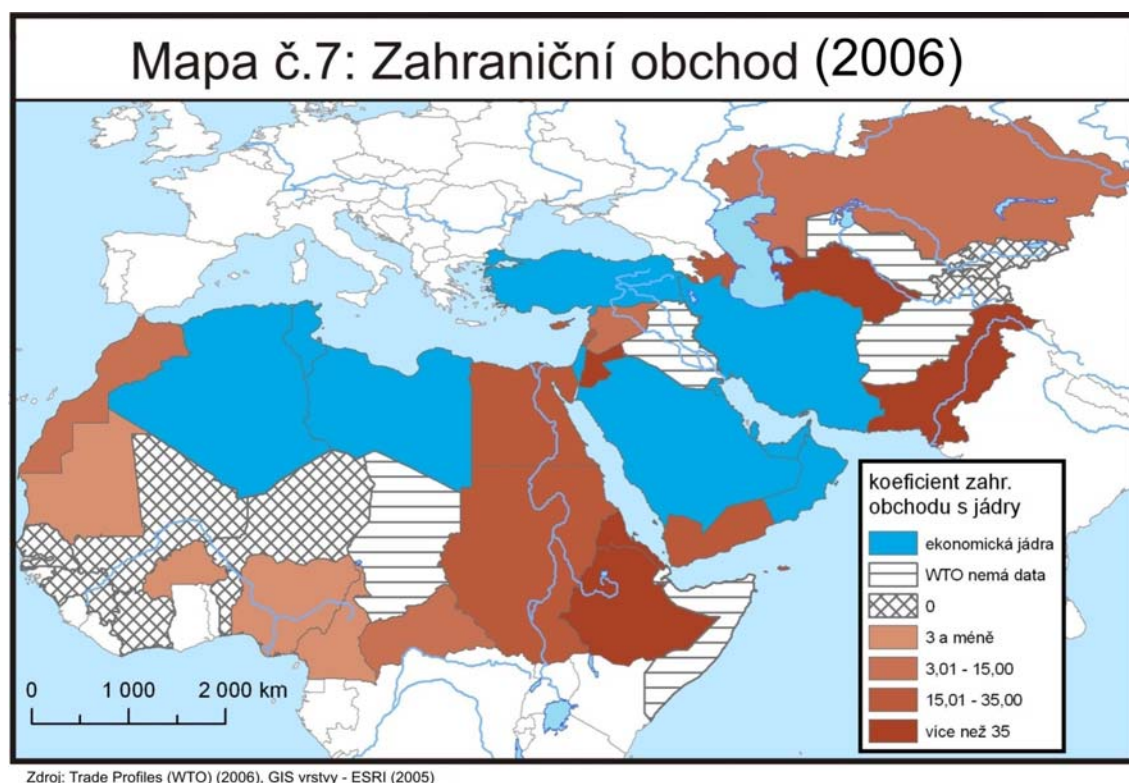 Mapa č.7: Zahraniční obchod (2006)
koeficient zahr.
obchodu s jádry
ekonomická jádra
WTO nemá data
0
3 a méně
3,01 - 15,00
15,01 - 35,00
více než 35
0 1 000 2 000 km
Zdroj: Trade Profiles (WTO) (2006), GIS vrstvy - ESRI (2005)